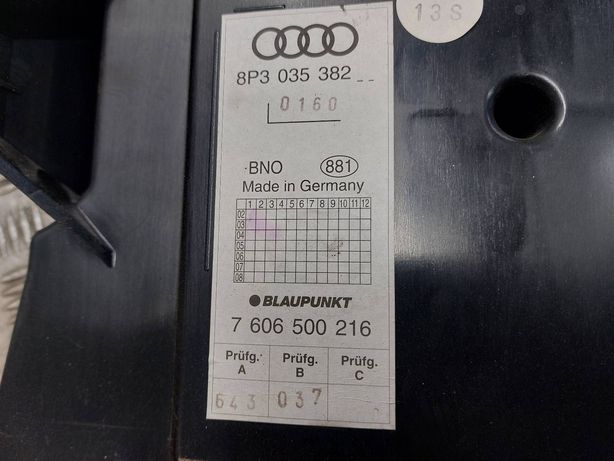 13S
8P3 035 382 _ _
0160
BNO 881
Made in Germany
1 2 3 4 5 6 7 8 9 10 11 12
02
03
04
05
06
07
08
BLAUPUNKT
7 606 500 216
Prüfg. A Prüfg. B Prüfg. C
643 037